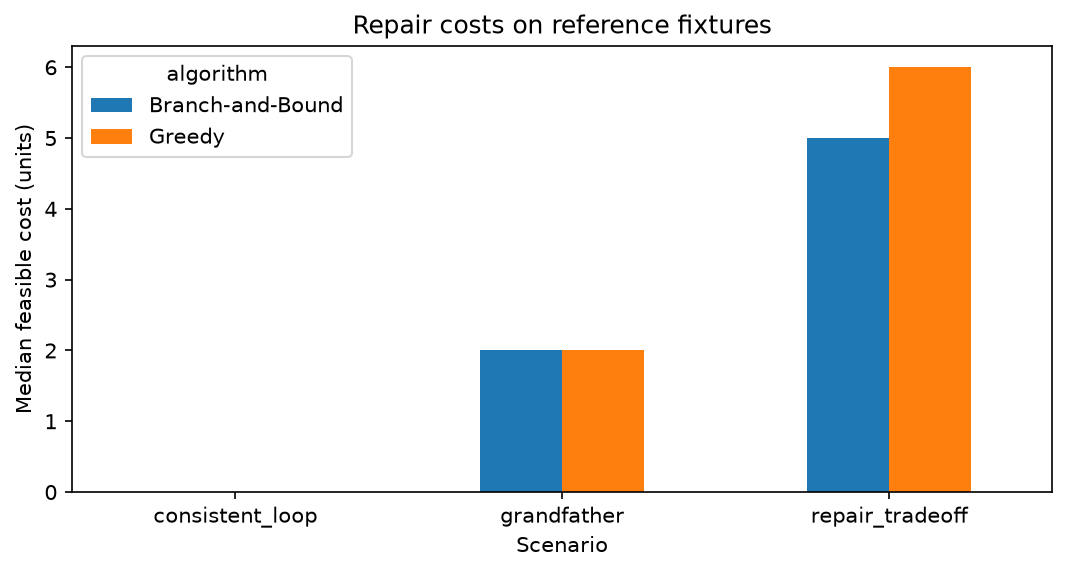 Repair costs on reference fixtures
algorithm
Branch-and-Bound
Greedy
Median feasible cost (units)
6
5
4
3
2
1
0
consistent_loop
grandfather
repair_tradeoff
Scenario